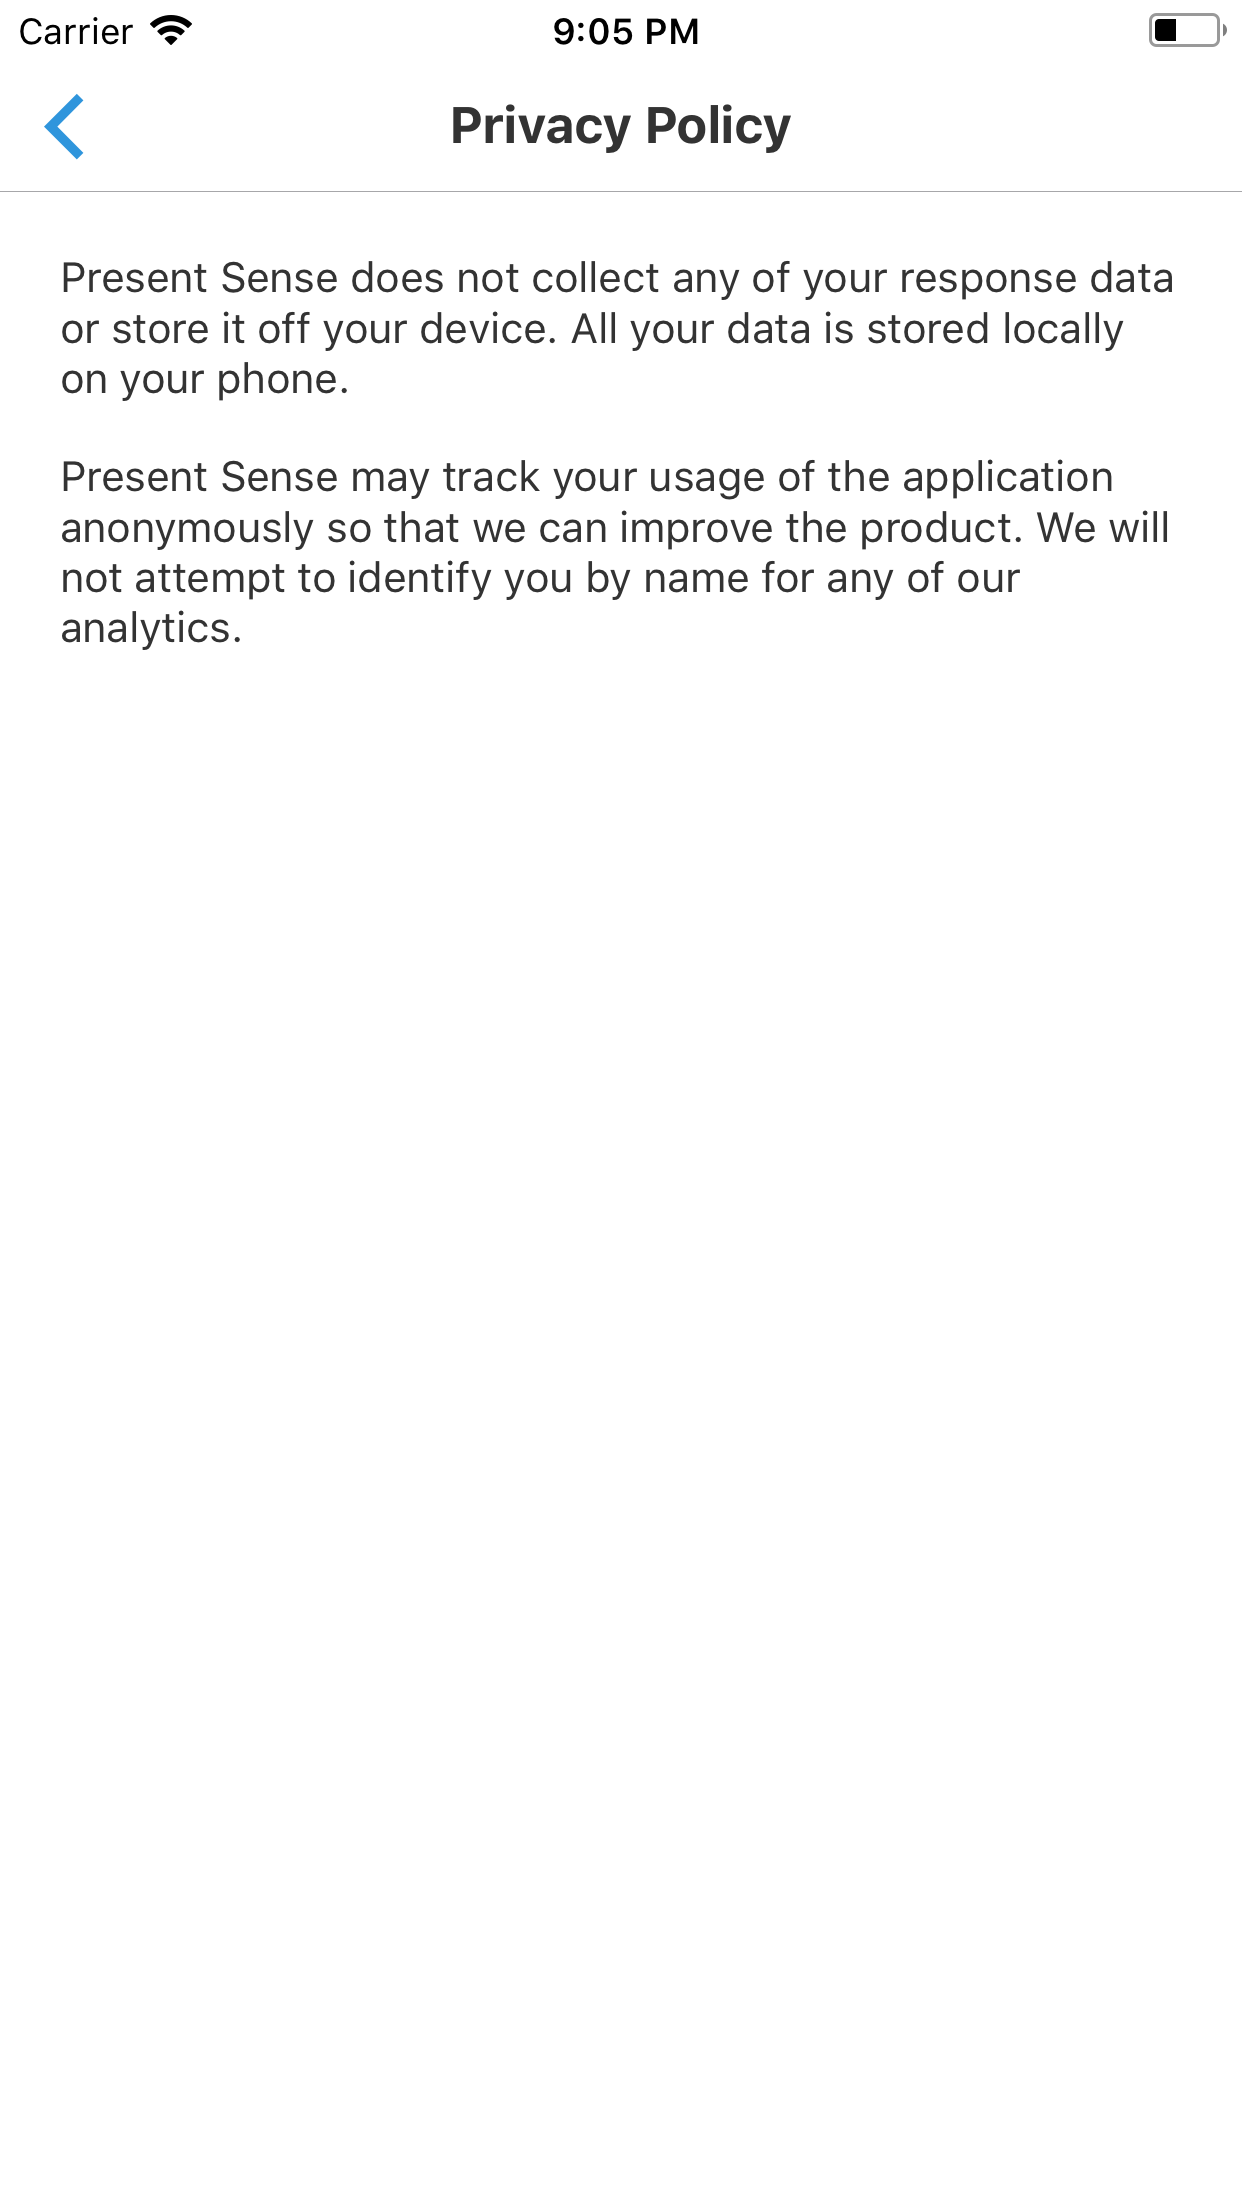 Carrier 9:05 PM
Privacy Policy
Present Sense does not collect any of your response data
or store it off your device. All your data is stored locally
on your phone.
Present Sense may track your usage of the application
anonymously so that we can improve the product. We will
not attempt to identify you by name for any of our
analytics.